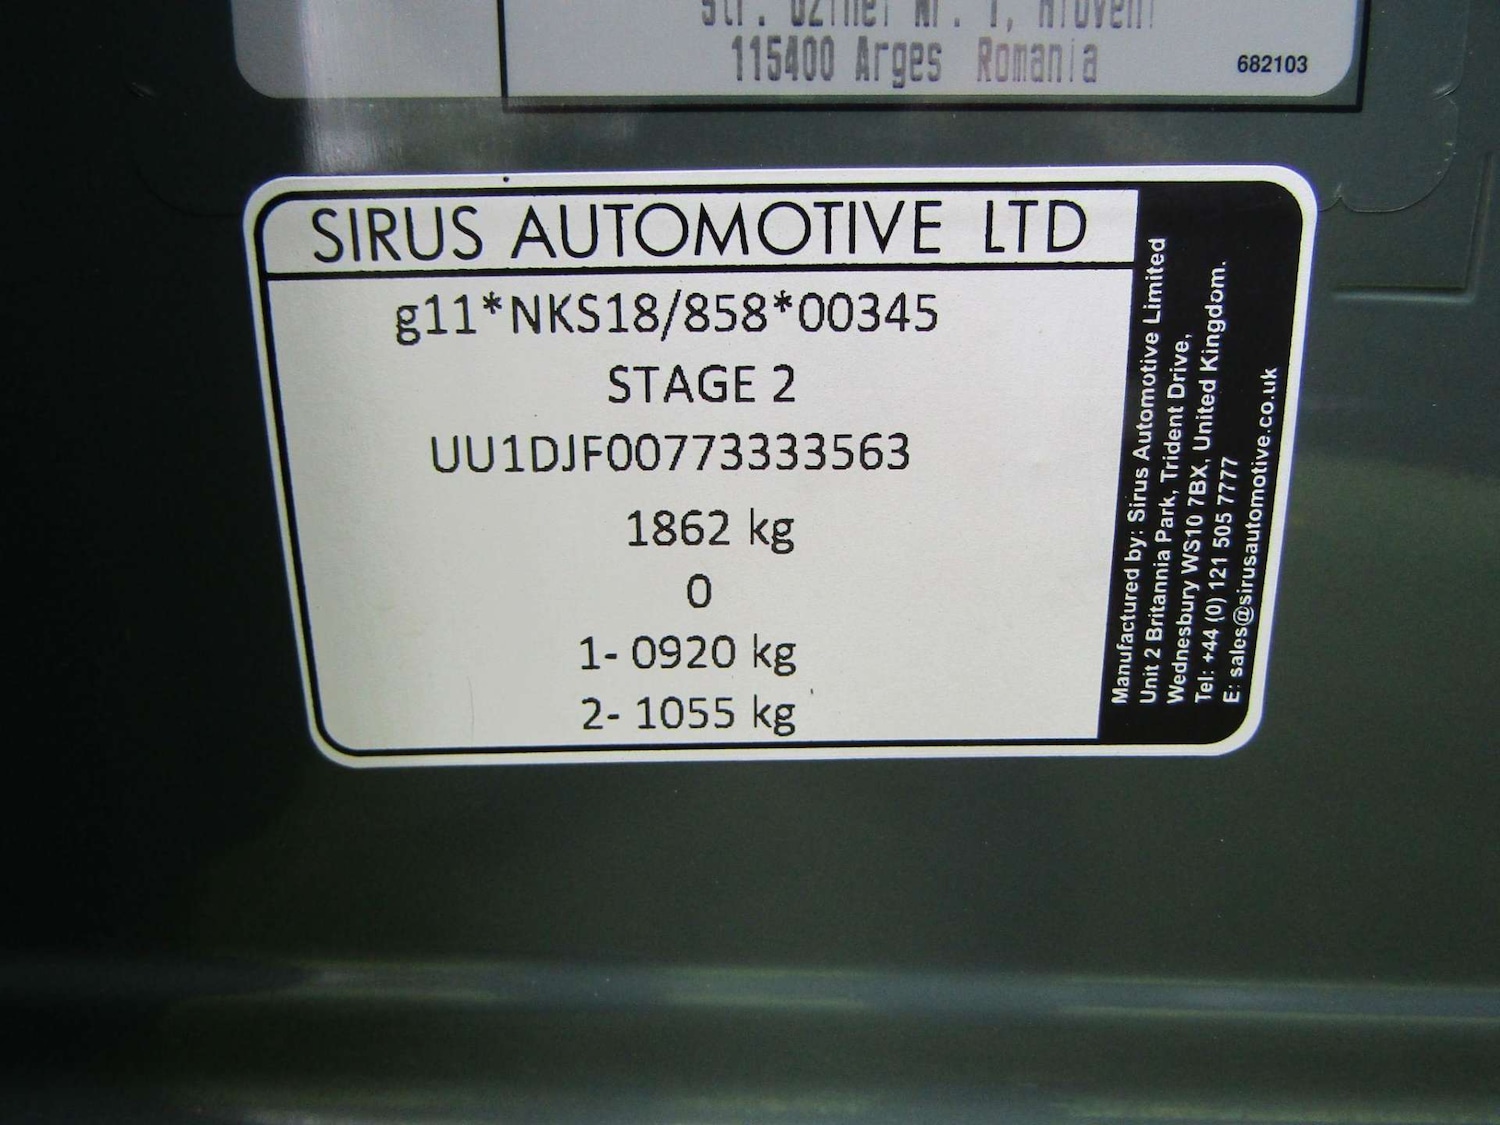 115400 Arges Romania
682103
SIRUS AUTOMOTIVE LTD
g11*NKS18/858*00345
STAGE 2
UU1DJF00773333563
1862 kg
0
1- 0920 kg
2- 1055 kg
Manufactured by: Sirus Automotive Limited
Unit 2 Britannia Park, Trident Drive,
Wednesbury WS10 7BX, United Kingdom.
Tel: +44 (0) 121 505 7777
E: sales@sirusautomotive.co.uk